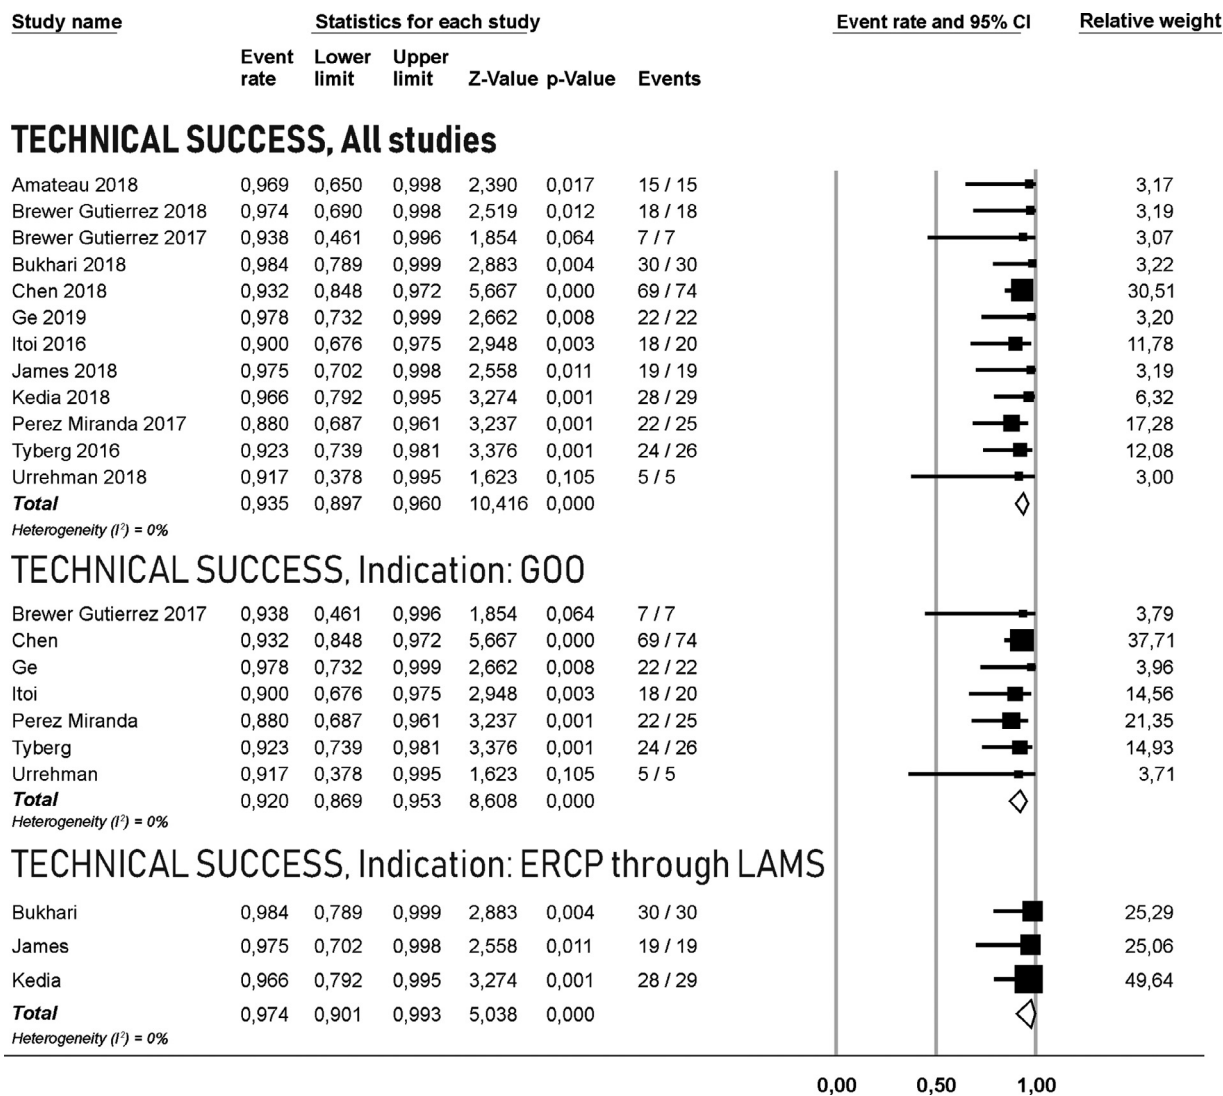 Study name Statistics for each study Event rate and 95% CI Relative weight
Event Lower Upper
rate limit limit Z-Value p-Value Events
TECHNICAL SUCCESS, All studies
Amateau 2018 0,969 0,650 0,998 2,390 0,017 15 / 15 3,17
Brewer Gutierrez 2018 0,974 0,690 0,998 2,519 0,012 18 / 18 3,19
Brewer Gutierrez 2017 0,938 0,461 0,996 1,854 0,064 7 / 7 3,07
Bukhari 2018 0,984 0,789 0,999 2,883 0,004 30 / 30 3,22
Chen 2018 0,932 0,848 0,972 5,667 0,000 69 / 74 30,51
Ge 2019 0,978 0,732 0,999 2,662 0,008 22 / 22 3,20
Itoi 2016 0,900 0,676 0,975 2,948 0,003 18 / 20 11,78
James 2018 0,975 0,702 0,998 2,558 0,011 19 / 19 3,19
Kedia 2018 0,966 0,792 0,995 3,274 0,001 28 / 29 6,32
Perez Miranda 2017 0,880 0,687 0,961 3,237 0,001 22 / 25 17,28
Tyberg 2016 0,923 0,739 0,981 3,376 0,001 24 / 26 12,08
Urrehman 2018 0,917 0,378 0,995 1,623 0,105 5 / 5 3,00
Total 0,935 0,897 0,960 10,416 0,000
Heterogeneity (I²) = 0%
TECHNICAL SUCCESS, Indication: GOO
Brewer Gutierrez 2017 0,938 0,461 0,996 1,854 0,064 7 / 7 3,79
Chen 0,932 0,848 0,972 5,667 0,000 69 / 74 37,71
Ge 0,978 0,732 0,999 2,662 0,008 22 / 22 3,96
Itoi 0,900 0,676 0,975 2,948 0,003 18 / 20 14,56
Perez Miranda 0,880 0,687 0,961 3,237 0,001 22 / 25 21,35
Tyberg 0,923 0,739 0,981 3,376 0,001 24 / 26 14,93
Urrehman 0,917 0,378 0,995 1,623 0,105 5 / 5 3,71
Total 0,920 0,869 0,953 8,608 0,000
Heterogeneity (I²) = 0%
TECHNICAL SUCCESS, Indication: ERCP through LAMS
Bukhari 0,984 0,789 0,999 2,883 0,004 30 / 30 25,29
James 0,975 0,702 0,998 2,558 0,011 19 / 19 25,06
Kedia 0,966 0,792 0,995 3,274 0,001 28 / 29 49,64
Total 0,974 0,901 0,993 5,038 0,000
Heterogeneity (I²) = 0%
0,00 0,50 1,00